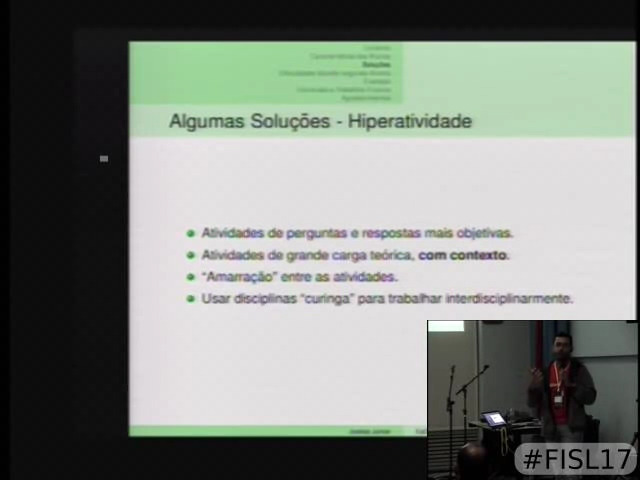 Soluções
Algumas Soluções - Hiperatividade
Atividades de perguntas e respostas mais objetivas.
Atividades de grande carga teórica, com contexto.
“Amarração” entre as atividades.
Usar disciplinas “curinga” para trabalhar interdisciplinarmente.
#FISL17